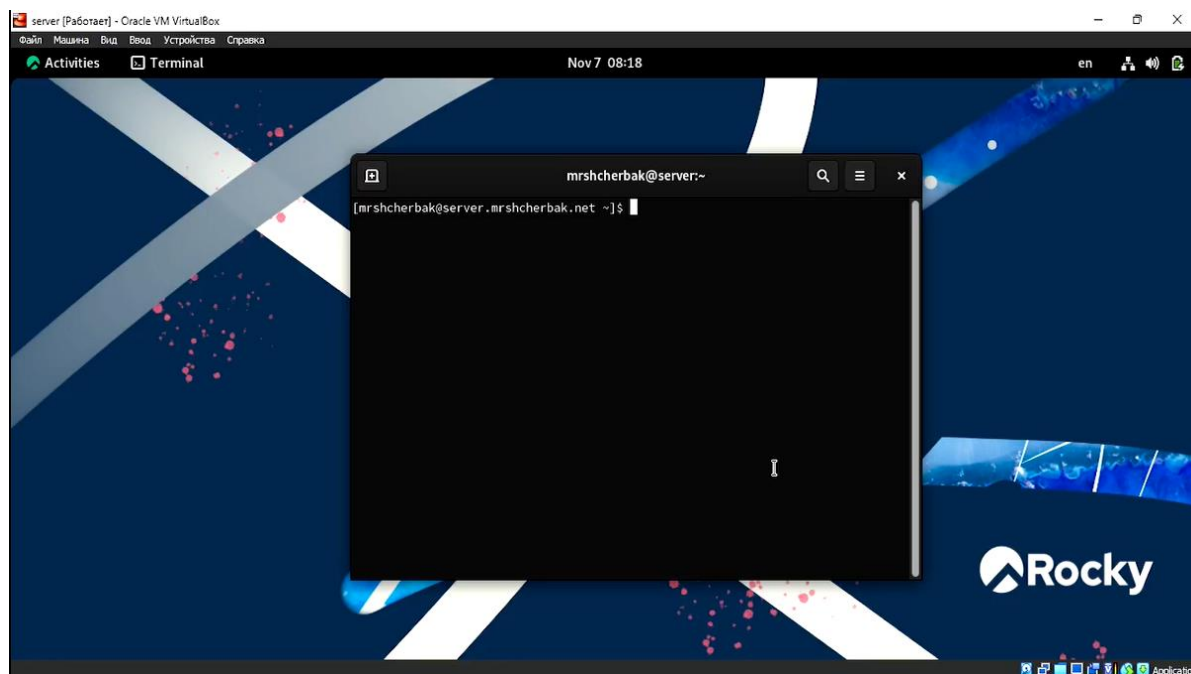 server [Работает] - Oracle VM VirtualBox
Файл Машина Вид Ввод Устройства Справка
Activities Terminal Nov 7 08:18 en
mrshcherbak@server:~
[mrshcherbak@server.mrshcherbak.net ~]$
Rocky